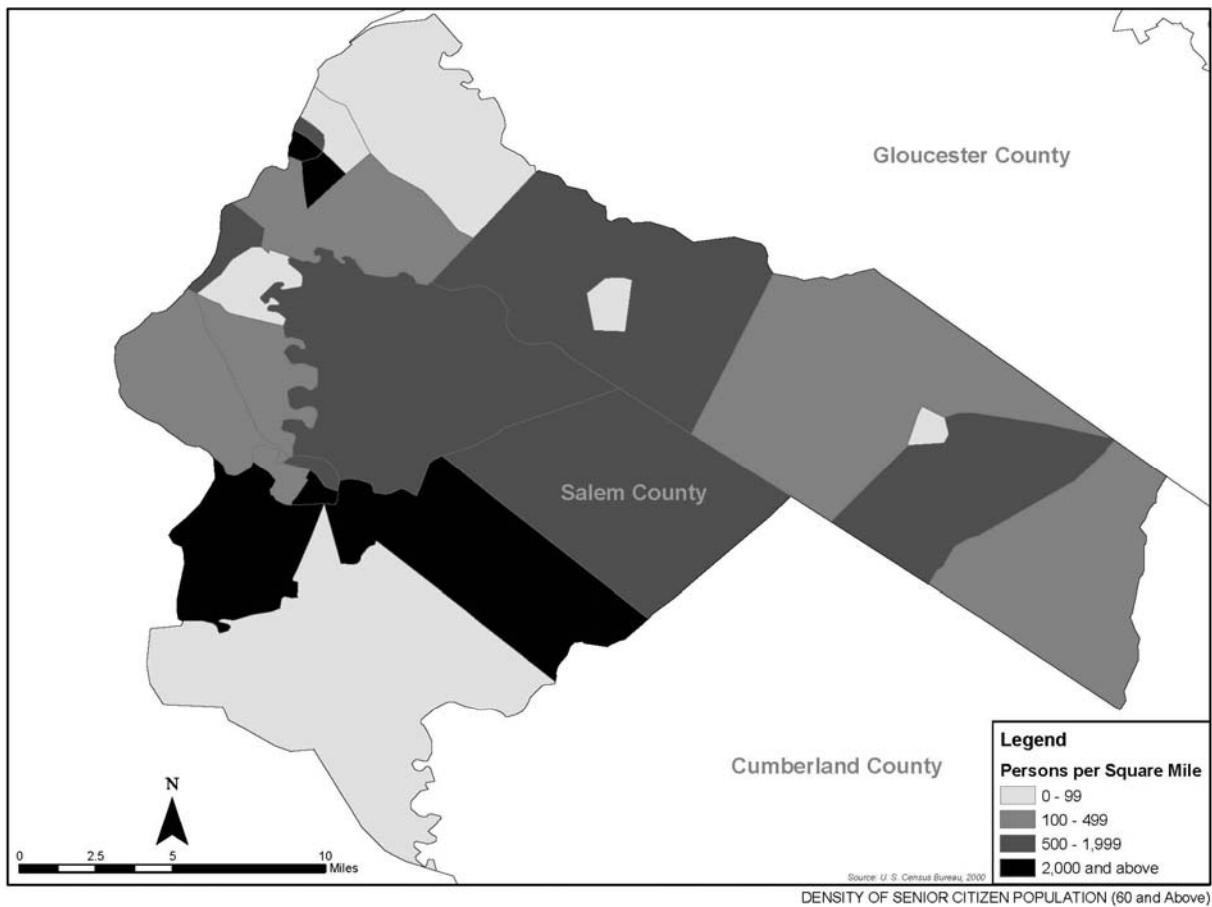 Gloucester County
Salem County
Cumberland County
N
0 2.5 5 10
Miles
Legend
Persons per Square Mile
0 - 99
100 - 499
500 - 1,999
2,000 and above
Source: U. S. Census Bureau, 2000
DENSITY OF SENIOR CITIZEN POPULATION (60 and Above)